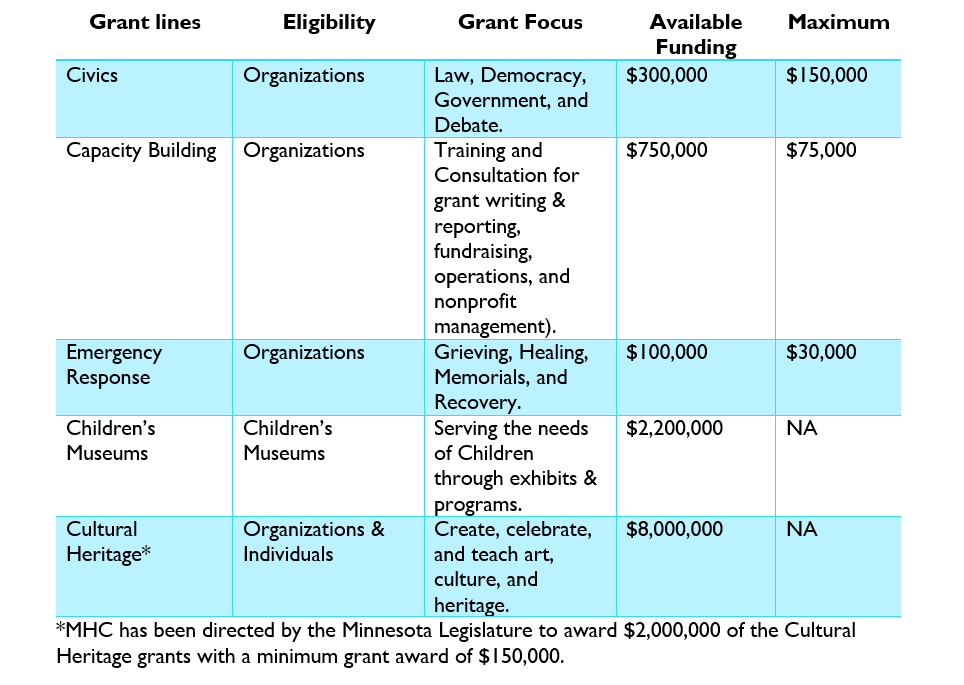 Grant lines Eligibility Grant Focus Available Funding Maximum
Civics Organizations Law, Democracy, $300,000 $150,000
Government, and
Debate.
Capacity Building Organizations Training and $750,000 $75,000
Consultation for
grant writing &
reporting,
fundraising,
operations, and
nonprofit
management).
Emergency Organizations Grieving, Healing, $100,000 $30,000
Response Memorials, and
Recovery.
Children’s Children’s Serving the needs $2,200,000 NA
Museums Museums of Children
through exhibits &
programs.
Cultural Organizations & Create, celebrate, $8,000,000 NA
Heritage* Individuals and teach art,
culture, and
heritage.
*MHC has been directed by the Minnesota Legislature to award $2,000,000 of the Cultural
Heritage grants with a minimum grant award of $150,000.